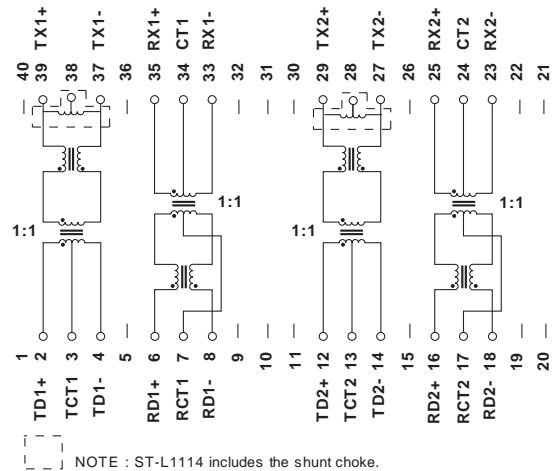 TX1+ TX1- RX1+ CT1 RX1- TX2+ TX2- RX2+ CT2 RX2-
40 39 38 37 36 35 34 33 32 31 30 29 28 27 26 25 24 23 22 21
1:1 1:1 1:1 1:1
1 2 3 4 5 6 7 8 9 10 11 12 13 14 15 16 17 18 19 20
TD1+ TCT1 TD1- RD1+ RCT1 RD1- TD2+ TCT2 TD2- RD2+ RCT2 RD2-
NOTE : ST-L1114 includes the shunt choke.